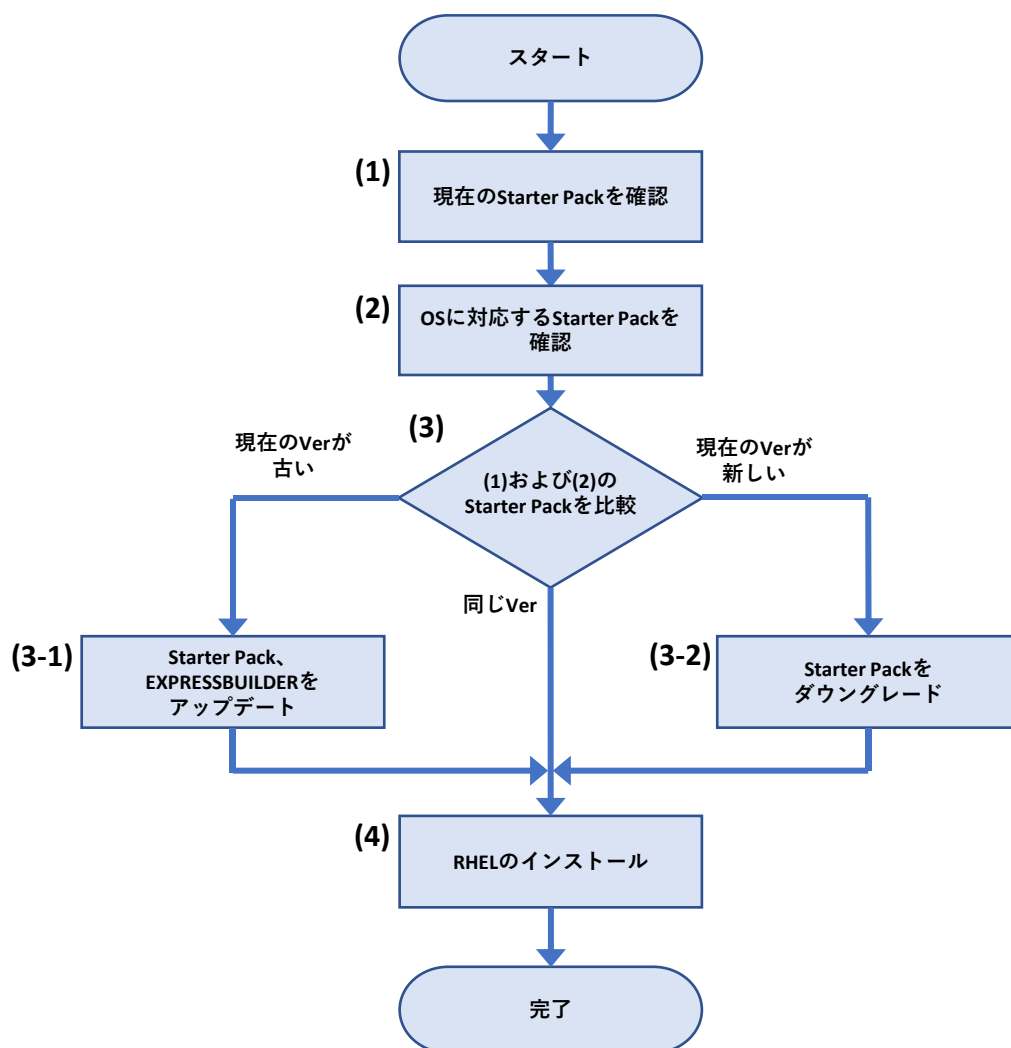 スタート
(1)
現在のStarter Packを確認
(2)
OSに対応するStarter Packを
確認
(3)
(1)および(2)の
Starter Packを比較
現在のVerが
古い
現在のVerが
新しい
同じVer
(3-1)
Starter Pack、
EXPRESSBUILDERを
アップデート
(3-2)
Starter Packを
ダウングレード
(4)
RHELのインストール
完了